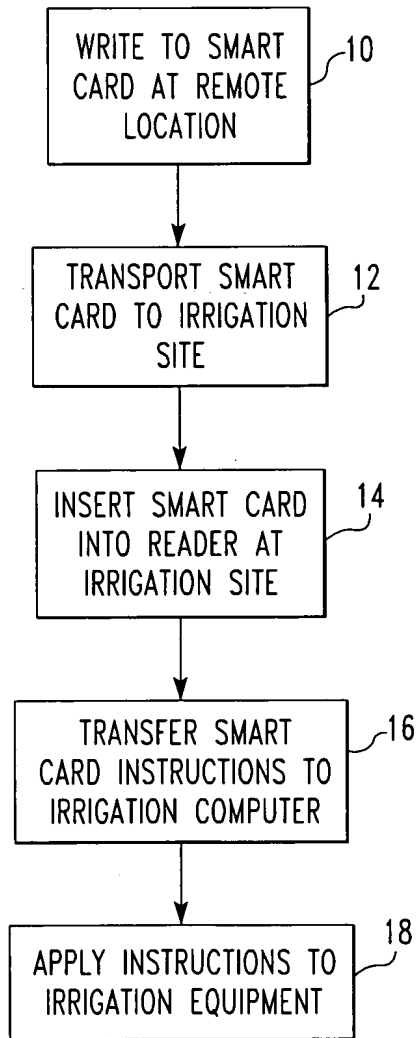 WRITE TO SMART
CARD AT REMOTE
LOCATION
10
TRANSPORT SMART
CARD TO IRRIGATION
SITE
12
INSERT SMART CARD
INTO READER AT
IRRIGATION SITE
14
TRANSFER SMART
CARD INSTRUCTIONS TO
IRRIGATION COMPUTER
16
APPLY INSTRUCTIONS TO
IRRIGATION EQUIPMENT
18